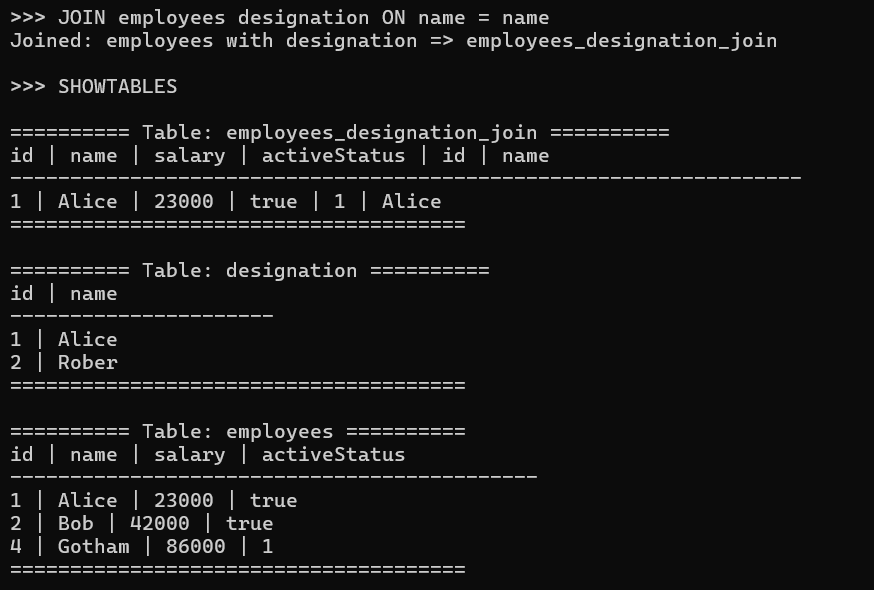 >>> JOIN employees designation ON name = name
Joined: employees with designation => employees_designation_join
>>> SHOWTABLES
========== Table: employees_designation_join ==========
id | name | salary | activeStatus | id | name
------------------------------------------------------------------
1 | Alice | 23000 | true | 1 | Alice
======================================
========== Table: designation ==========
id | name
----------------------
1 | Alice
2 | Rober
======================================
========== Table: employees ==========
id | name | salary | activeStatus
--------------------------------------------
1 | Alice | 23000 | true
2 | Bob | 42000 | true
4 | Gotham | 86000 | 1
======================================